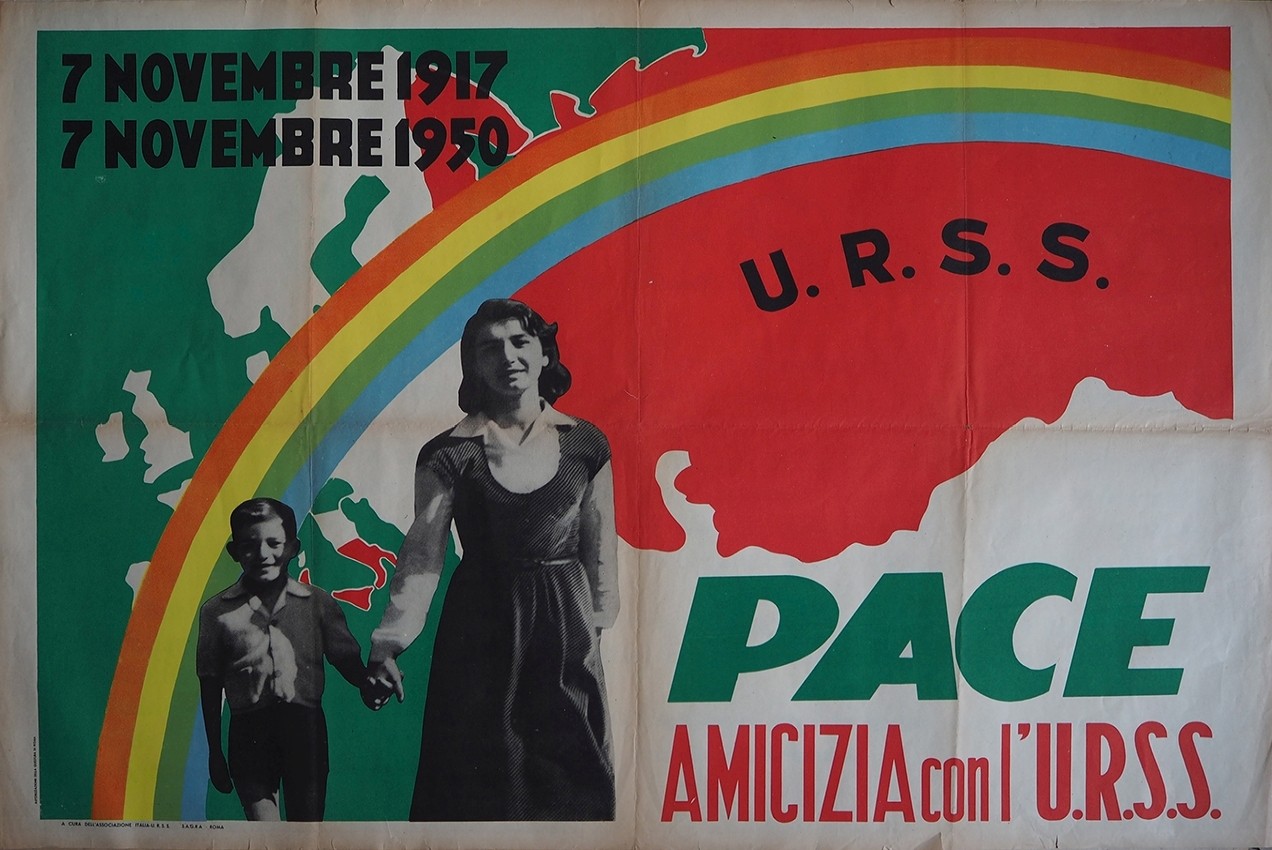 7 NOVEMBRE 1917
7 NOVEMBRE 1950
U. R. S. S.
PACE
AMICIZIA con l'U.R.S.S.
A CURA DELL'ASSOCIAZIONE ITALIA-U.R.S.S. S.A.G.R.A. ROMA